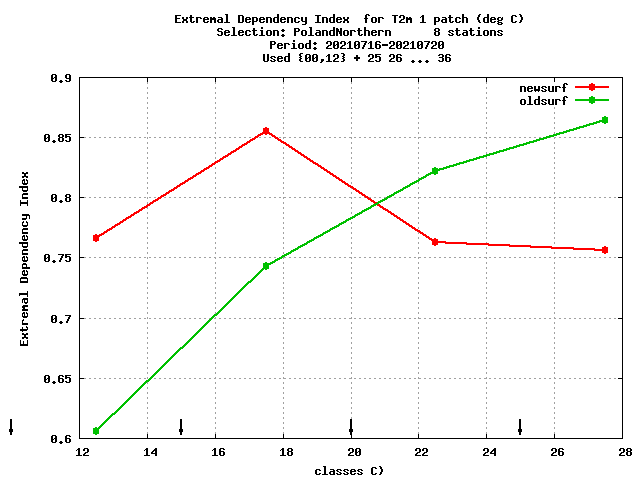 Extremal Dependency Index  for T2m 1 patch (deg C)
Selection: PolandNorthern      8 stations
Period: 20210716-20210720
Used {00,12} + 25 26 ... 36
newsurf
oldsurf
Extremal Dependency Index
0.9
0.85
0.8
0.75
0.7
0.65
0.6
12 14 16 18 20 22 24 26 28
classes C)